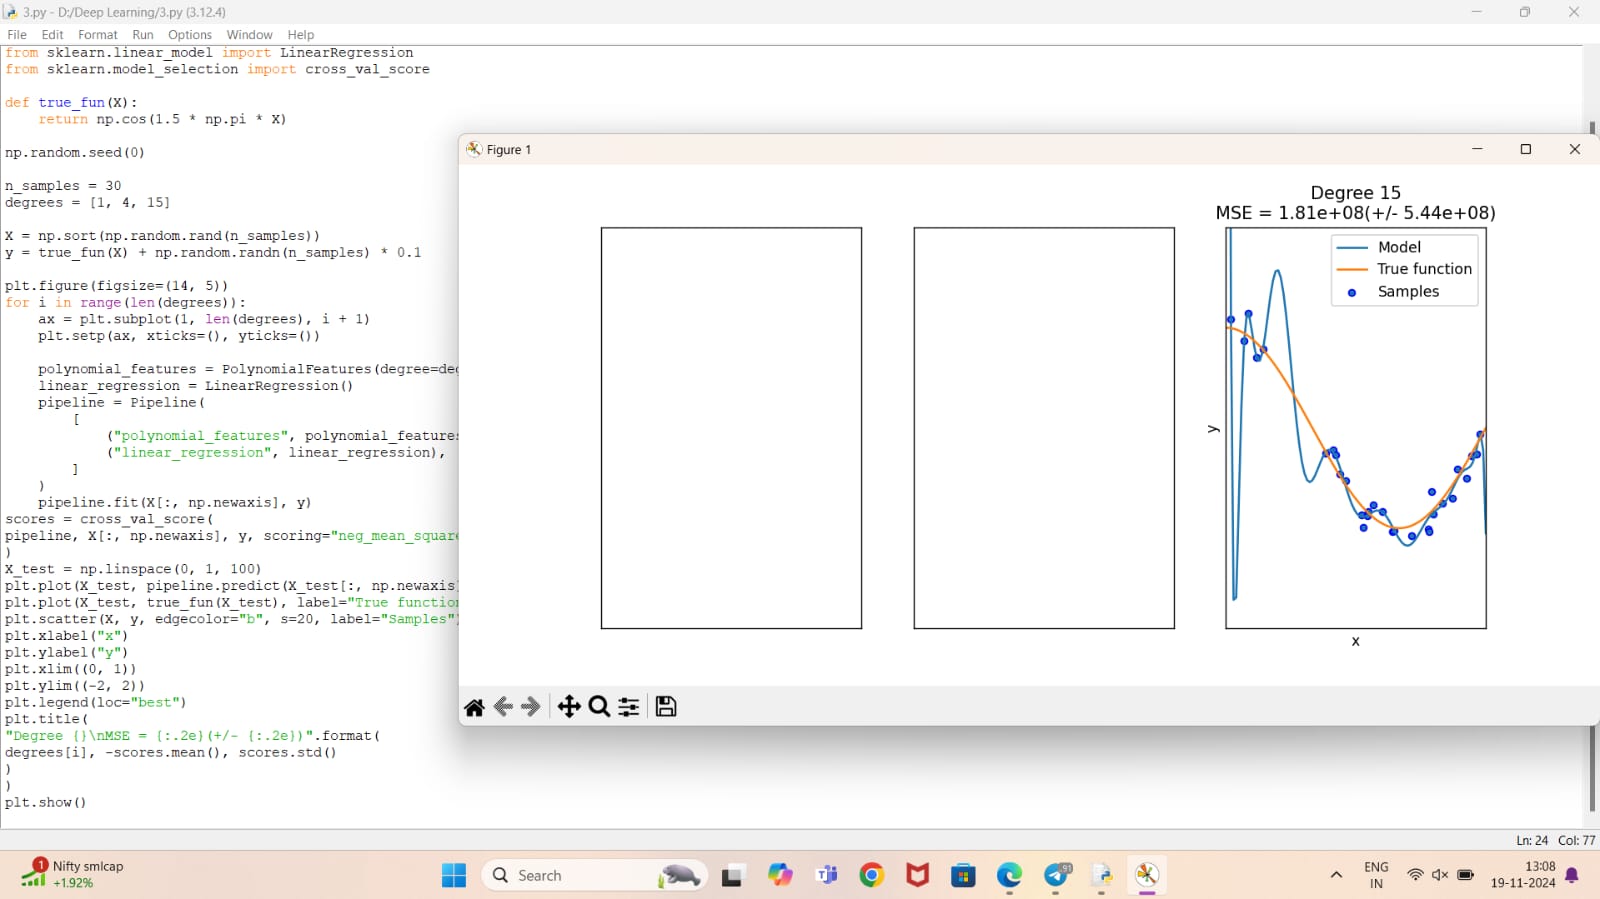 3.py - D:/Deep Learning/3.py (3.12.4)
File Edit Format Run Options Window Help
from sklearn.linear_model import LinearRegression
from sklearn.model_selection import cross_val_score
def true_fun(X):
    return np.cos(1.5 * np.pi * X)
np.random.seed(0)
n_samples = 30
degrees = [1, 4, 15]
X = np.sort(np.random.rand(n_samples))
y = true_fun(X) + np.random.randn(n_samples) * 0.1
plt.figure(figsize=(14, 5))
for i in range(len(degrees)):
    ax = plt.subplot(1, len(degrees), i + 1)
    plt.setp(ax, xticks=(), yticks=())
    polynomial_features = PolynomialFeatures(degree=de
    linear_regression = LinearRegression()
    pipeline = Pipeline(
        [
            ("polynomial_features", polynomial_features
            ("linear_regression", linear_regression),
        ]
    )
    pipeline.fit(X[:, np.newaxis], y)
scores = cross_val_score(
pipeline, X[:, np.newaxis], y, scoring="neg_mean_square
)
X_test = np.linspace(0, 1, 100)
plt.plot(X_test, pipeline.predict(X_test[:, np.newaxis
plt.plot(X_test, true_fun(X_test), label="True function
plt.scatter(X, y, edgecolor="b", s=20, label="Samples"
plt.xlabel("x")
plt.ylabel("y")
plt.xlim((0, 1))
plt.ylim((-2, 2))
plt.legend(loc="best")
plt.title(
"Degree {}\nMSE = {:.2e}(+/- {:.2e})".format(
degrees[i], -scores.mean(), scores.std()
)
)
plt.show()
Figure 1
Degree 15
MSE = 1.81e+08(+/- 5.44e+08)
Model
True function
Samples
y
x
Ln: 24 Col: 77
1
Nifty smlcap
+1.92%
Search
91
ENG
IN
13:08
19-11-2024